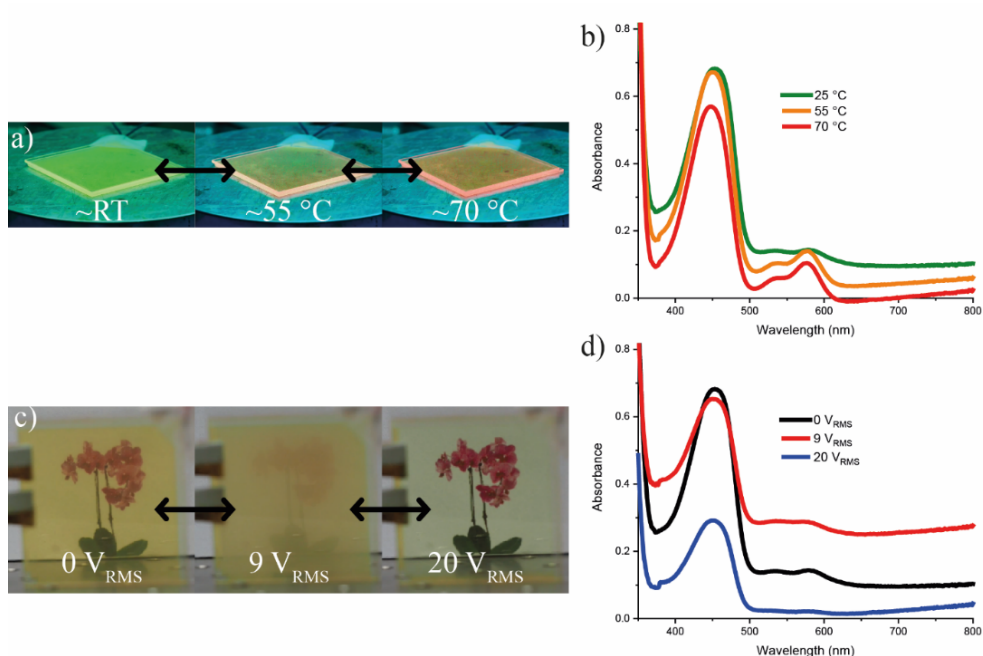 a)
~RT
~55 °C
~70 °C
b)
0.8
0.6
0.4
0.2
0.0
Absorbance
25 °C
55 °C
70 °C
400
500
600
700
800
Wavelength (nm)
c)
0 VRMS
9 VRMS
20 VRMS
d)
0.8
0.6
0.4
0.2
0.0
Absorbance
0 VRMS
9 VRMS
20 VRMS
400
500
600
700
800
Wavelength (nm)